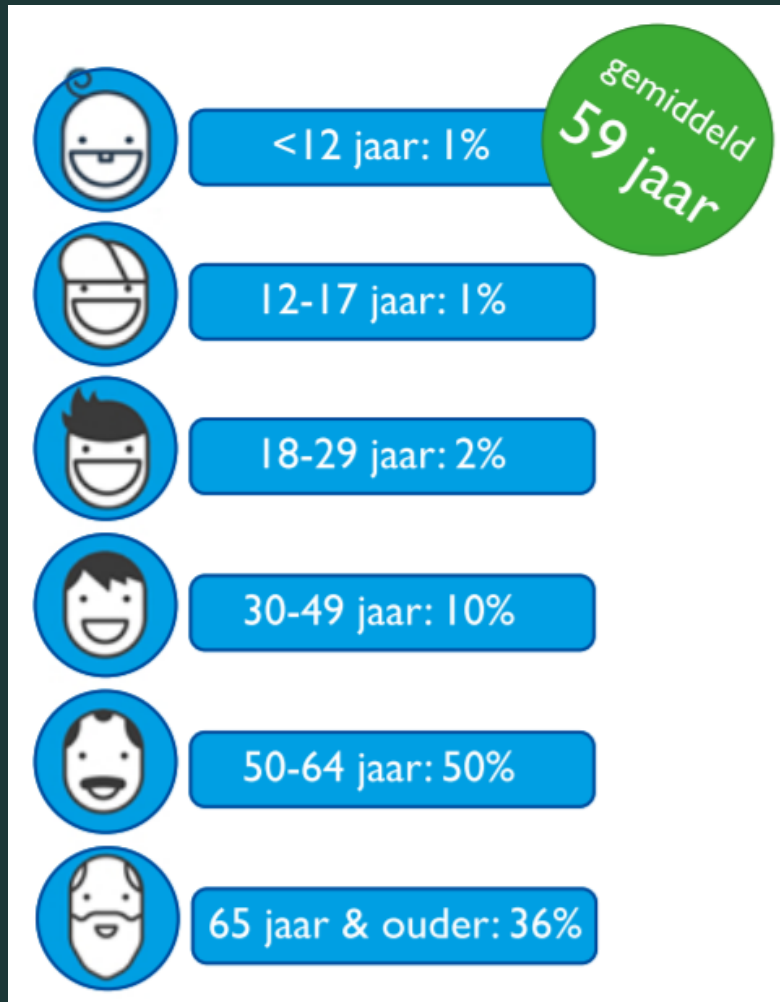 gemiddeld
59 jaar
<12 jaar: 1%
12-17 jaar: 1%
18-29 jaar: 2%
30-49 jaar: 10%
50-64 jaar: 50%
65 jaar & ouder: 36%